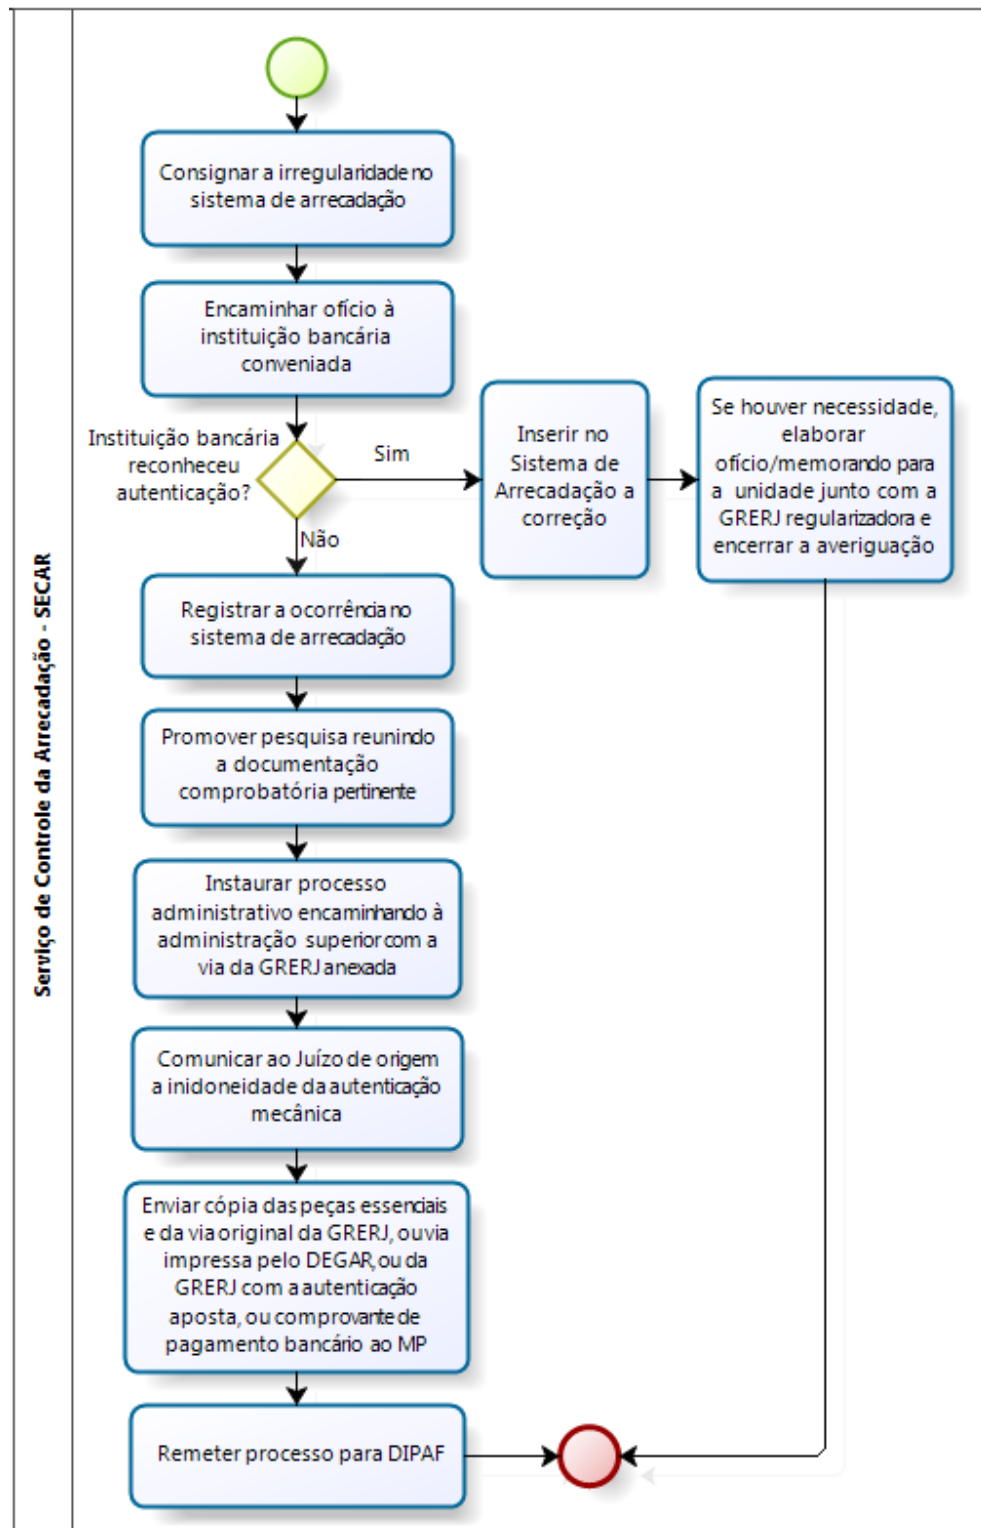 Serviço de Controle da Arrecadação - SECAR
Consignar a irregularidade no
sistema de arrecadação
Encaminhar ofício à
instituição bancária
conveniada
Instituição bancária
reconheceu
autenticação?
Sim
Inserir no
Sistema de
Arrecadação a
correção
Se houver necessidade,
elaborar
ofício/memorando para
a unidade junto com a
GRERJ regularizadora e
encerrar a averiguação
Não
Registrar a ocorrência no
sistema de arrecadação
Promover pesquisa reunindo
a documentação
comprobatória pertinente
Instaurar processo
administrativo encaminhando à
administração superior com a
via da GRERJ anexada
Comunicar ao Juízo de origem
a inidoneidade da autenticação
mecânica
Enviar cópia das peças essenciais
e da via original da GRERJ, ou via
impressa pelo DEGAR, ou da
GRERJ com a autenticação
aposta, ou comprovante de
pagamento bancário ao MP
Remeter processo para DIPAF